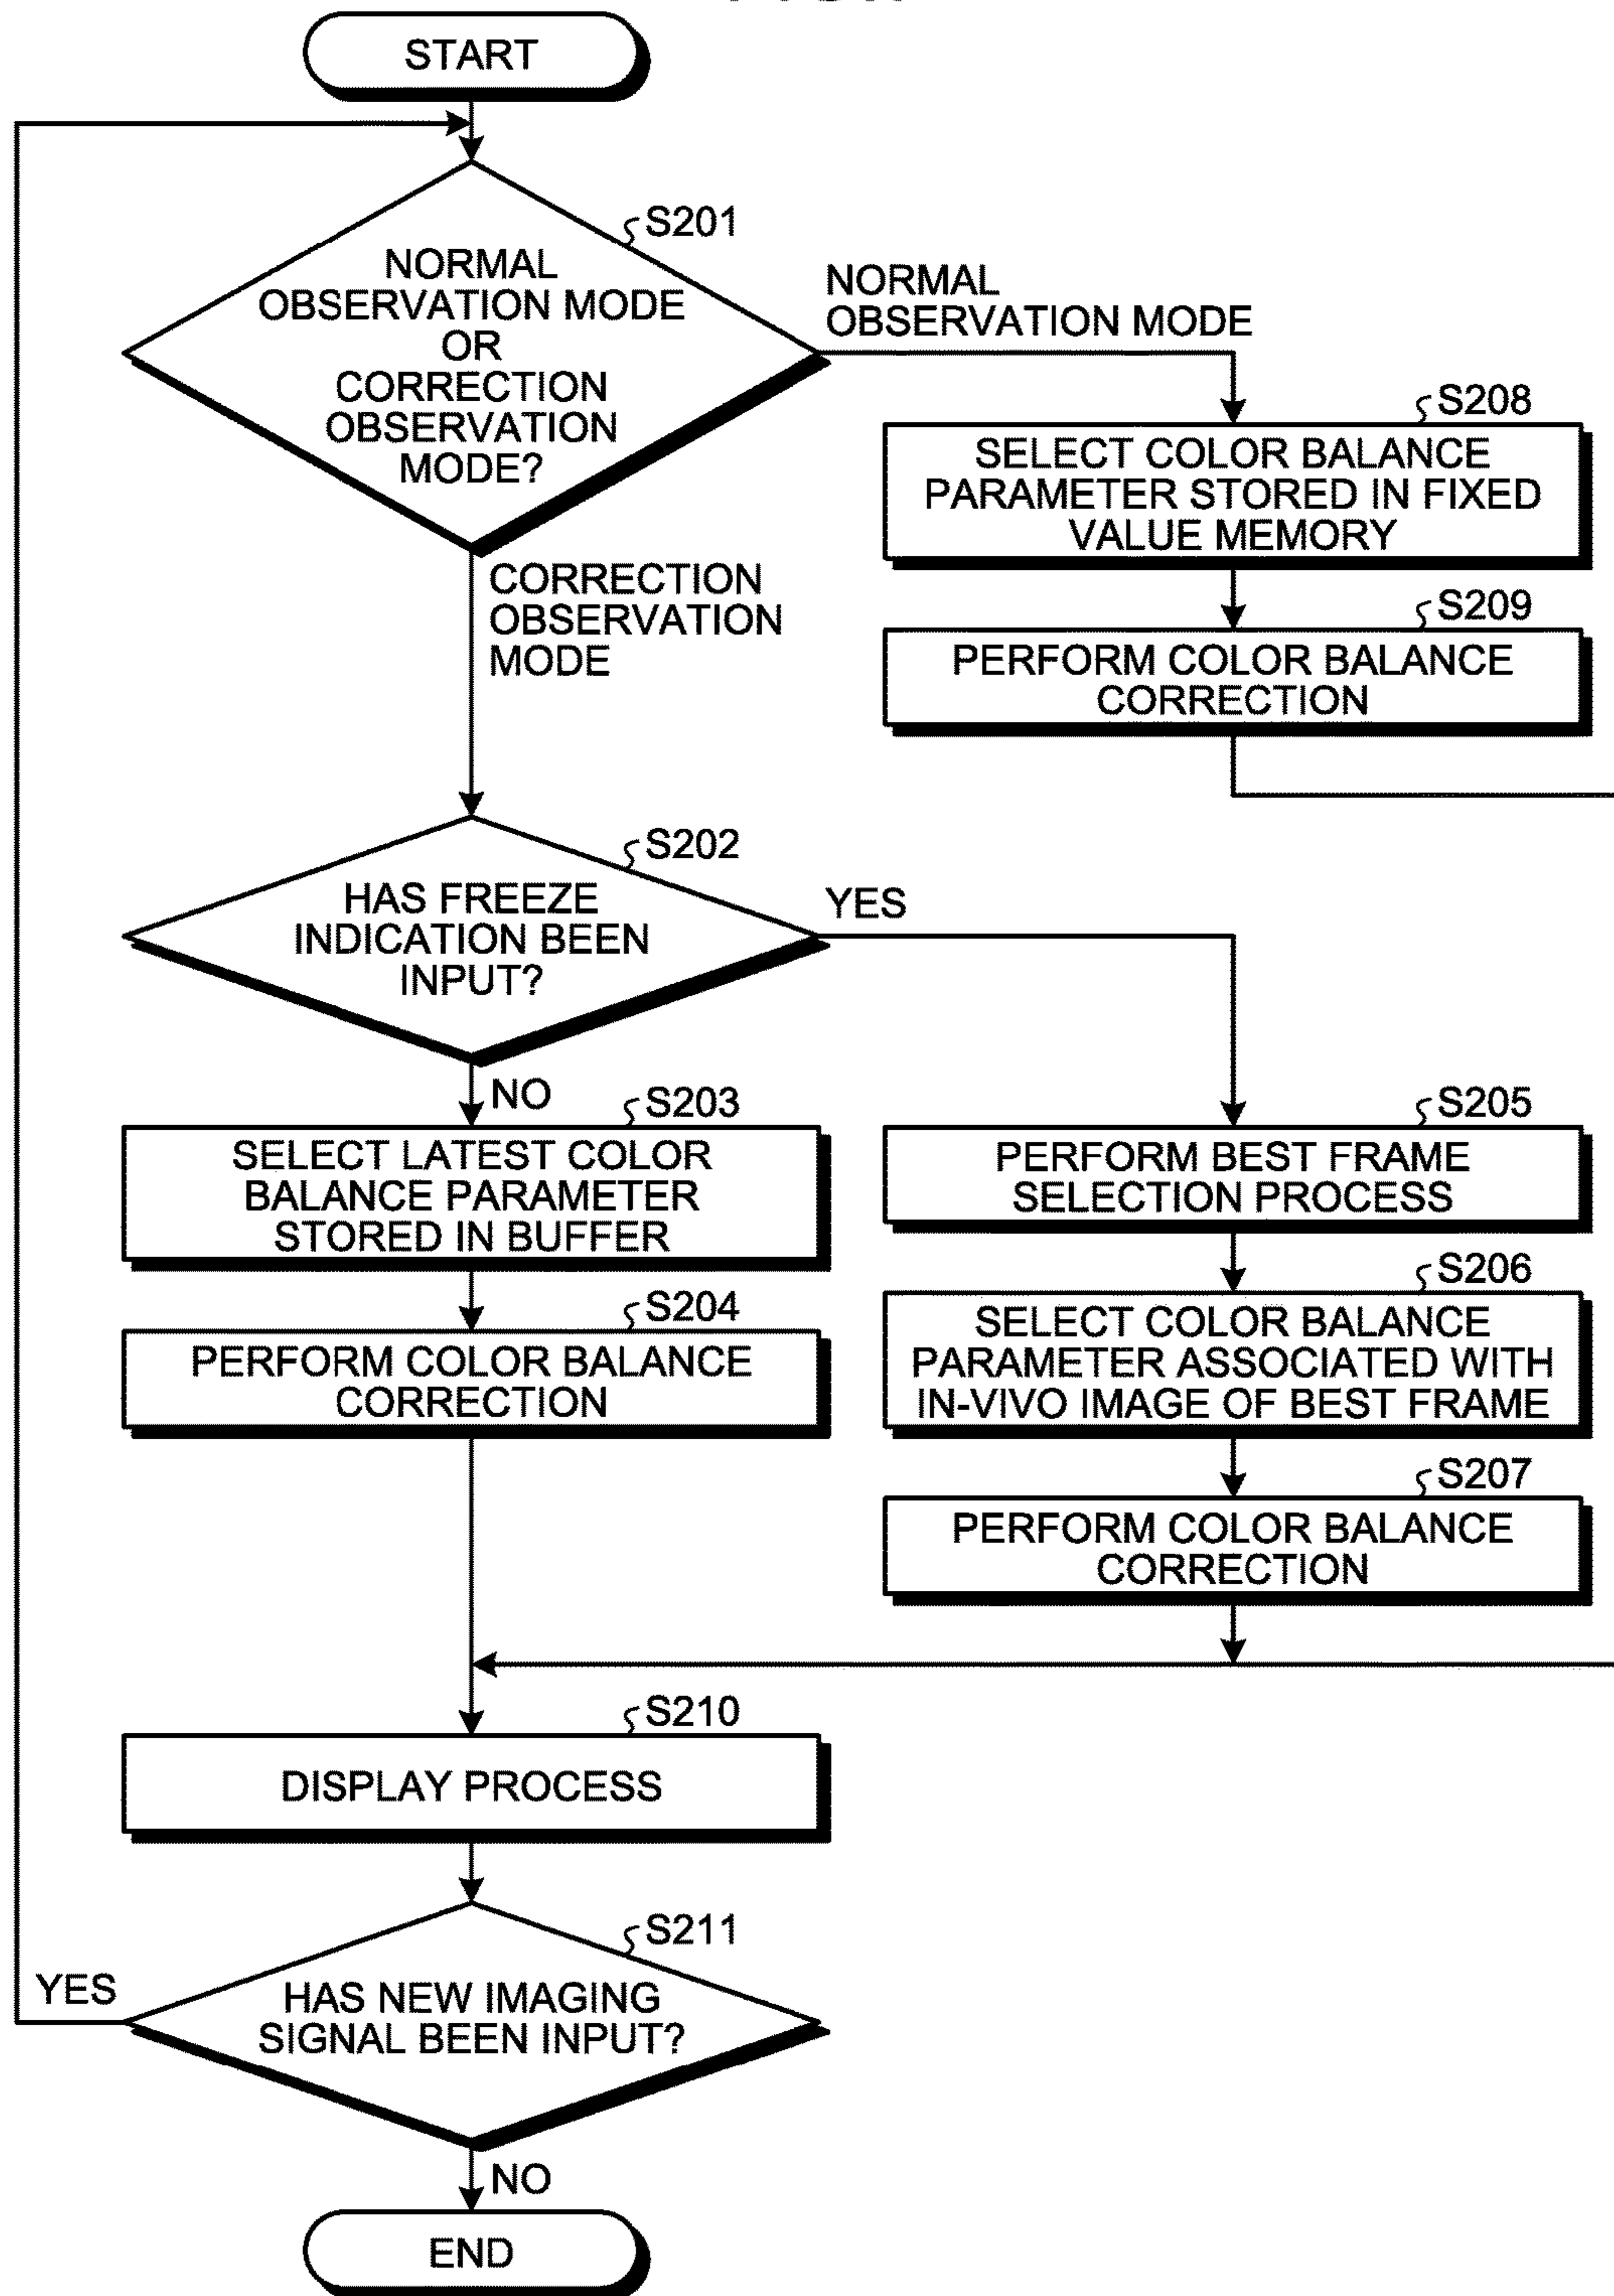 START
S201
NORMAL
OBSERVATION MODE
OR
CORRECTION
OBSERVATION
MODE?
NORMAL
OBSERVATION MODE
S208
SELECT COLOR BALANCE
PARAMETER STORED IN FIXED
VALUE MEMORY
CORRECTION
OBSERVATION
MODE
S209
PERFORM COLOR BALANCE
CORRECTION
S202
HAS FREEZE
INDICATION BEEN
INPUT?
YES
NO
S203
SELECT LATEST COLOR
BALANCE PARAMETER
STORED IN BUFFER
S204
PERFORM COLOR BALANCE
CORRECTION
S205
PERFORM BEST FRAME
SELECTION PROCESS
S206
SELECT COLOR BALANCE
PARAMETER ASSOCIATED WITH
IN-VIVO IMAGE OF BEST FRAME
S207
PERFORM COLOR BALANCE
CORRECTION
S210
DISPLAY PROCESS
S211
YES
HAS NEW IMAGING
SIGNAL BEEN INPUT?
NO
END